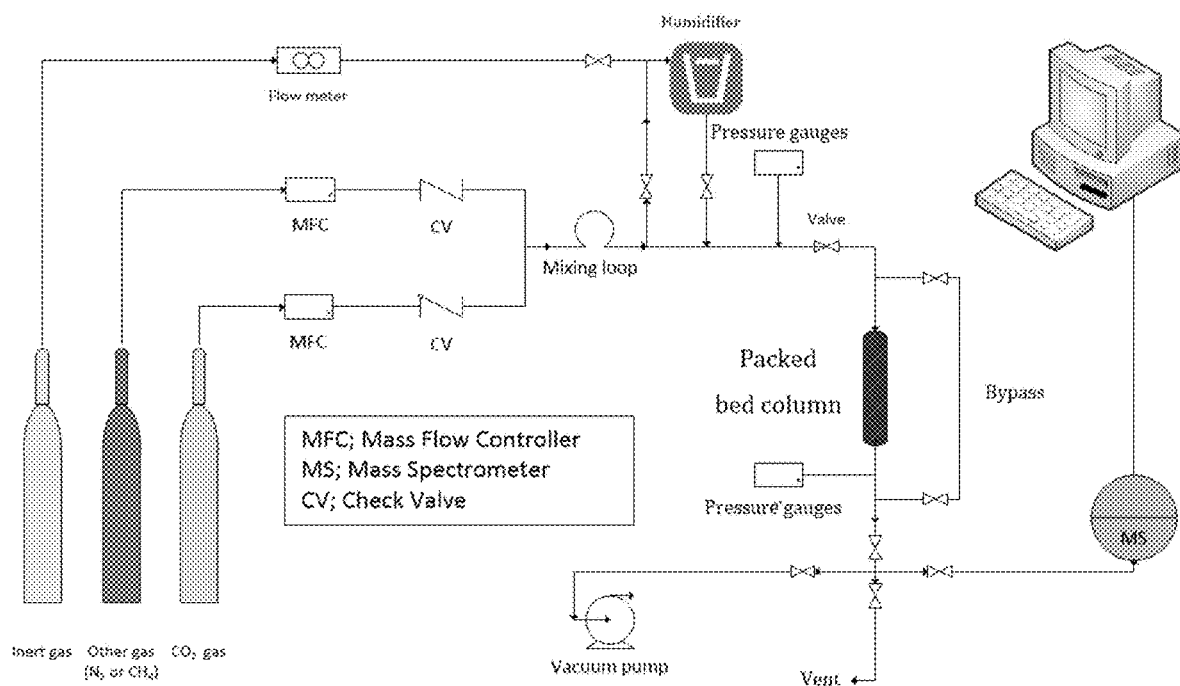 Humidifier
Flow meter
Pressure gauges
MFC
CV
Valve
Mixing loop
MFC
CV
Packed
bed column
Bypass
MFC; Mass Flow Controller
MS; Mass Spectrometer
CV; Check Valve
Pressure gauges
MS
Inert gas
Other gas
(N₂ or CH₄)
CO₂ gas
Vacuum pump
Vent